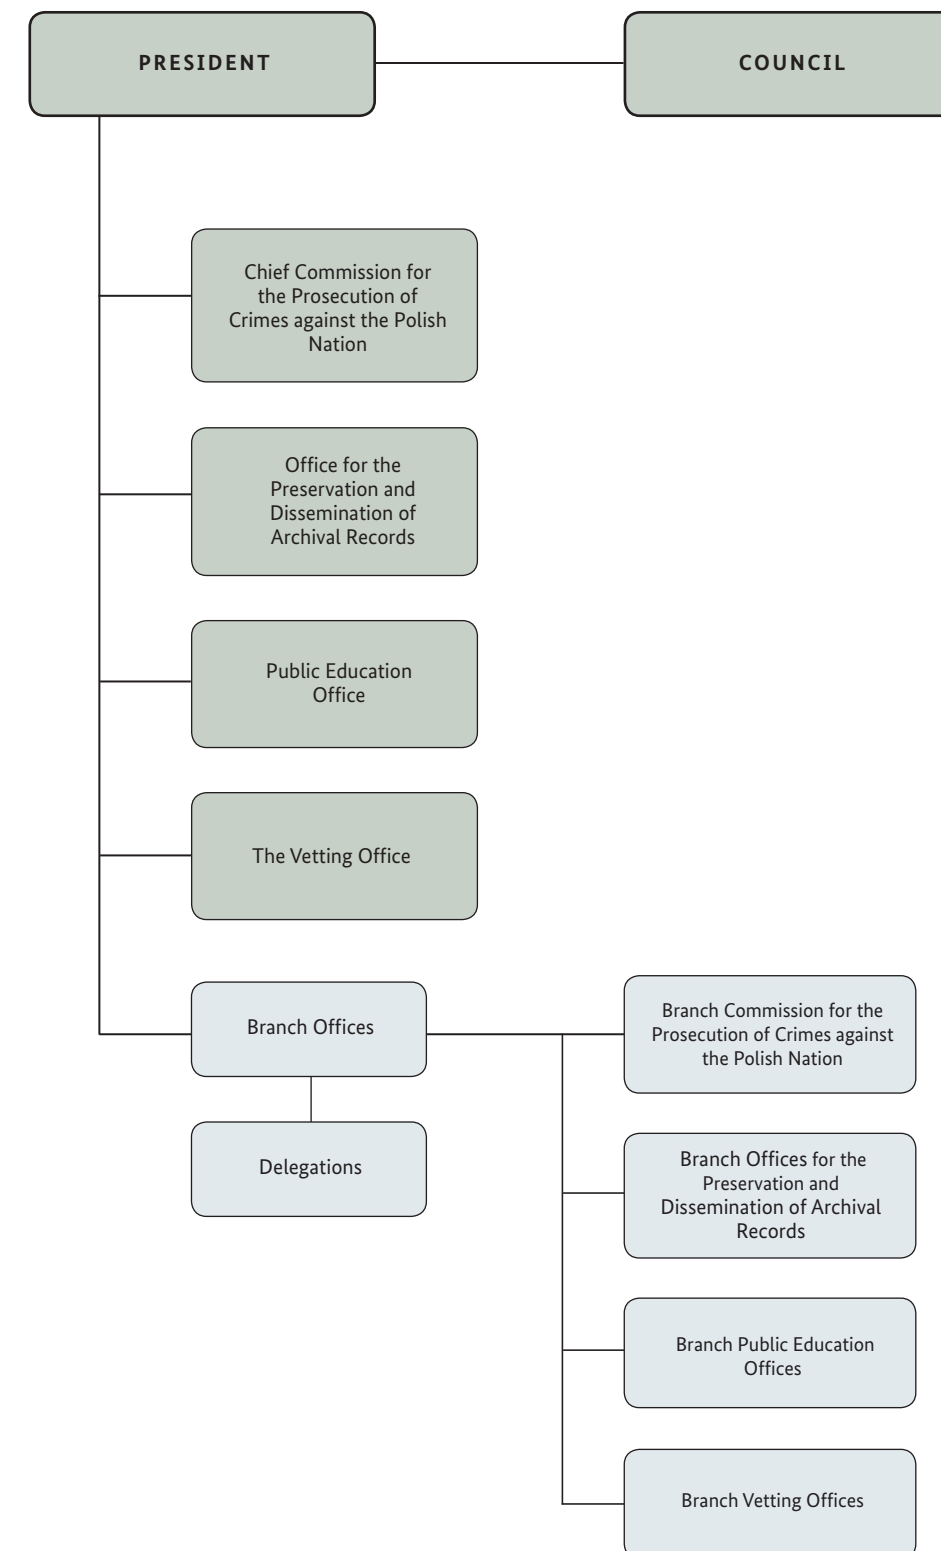 PRESIDENT
COUNCIL
Chief Commission for
the Prosecution of
Crimes against the Polish
Nation
Office for the
Preservation and
Dissemination of
Archival Records
Public Education
Office
The Vetting Office
Branch Offices
Delegations
Branch Commission for the
Prosecution of Crimes against
the Polish Nation
Branch Offices for the
Preservation and
Dissemination of Archival
Records
Branch Public Education
Offices
Branch Vetting Offices